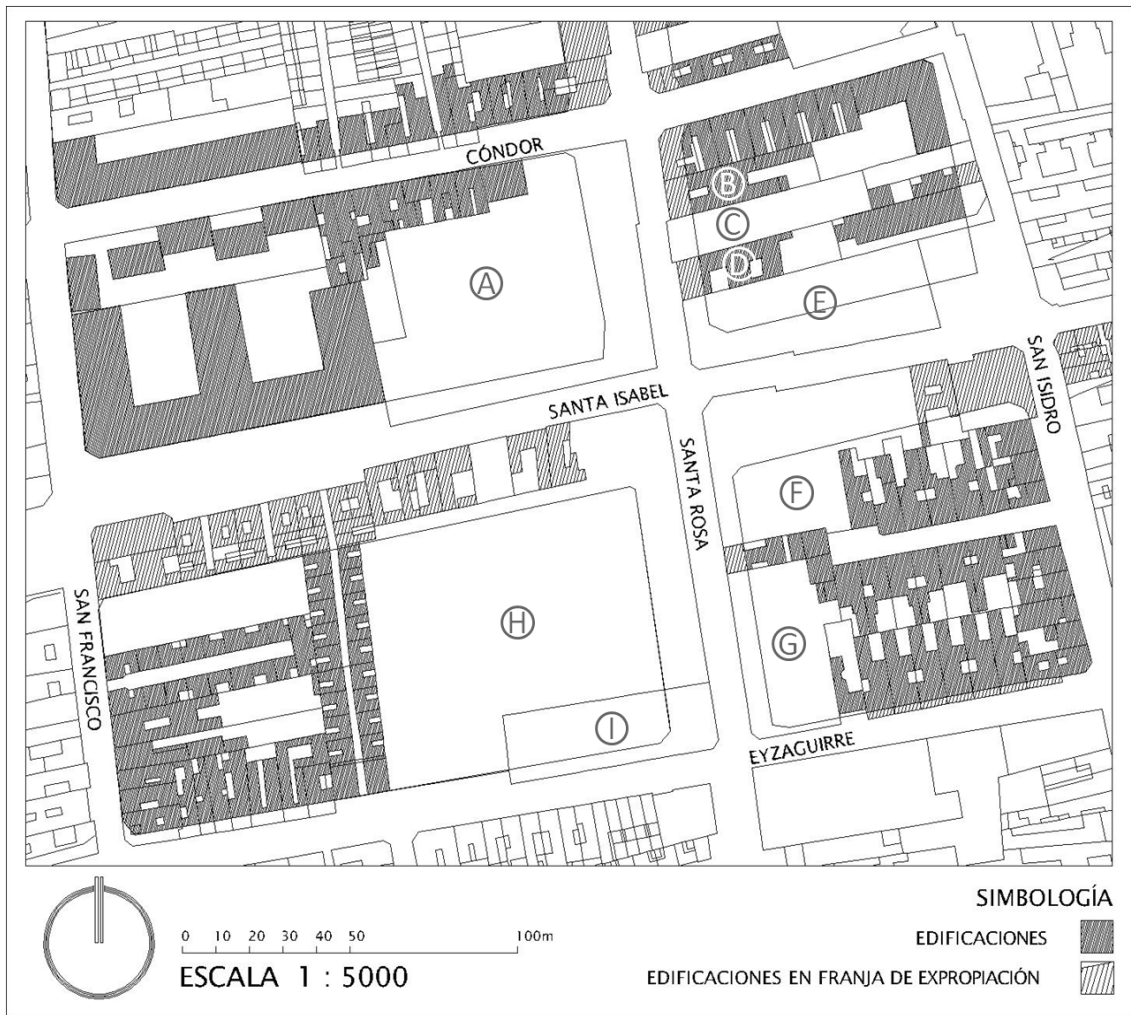 CÓNDOR
B
C
A
D
E
SAN ISIDRO
SANTA ISABEL
SANTA ROSA
F
SAN FRANCISCO
H
G
I
EYZAGUIRRE
SIMBOLOGÍA
0 10 20 30 40 50 100m
EDIFICACIONES
ESCALA 1 : 5000
EDIFICACIONES EN FRANJA DE EXPROPIACIÓN